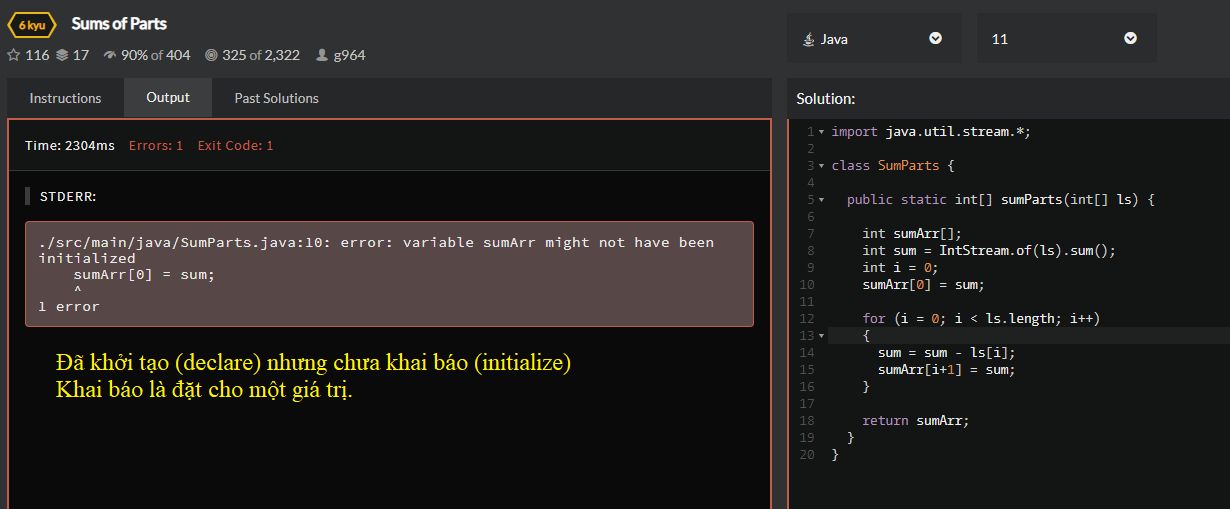 6 kyu Sums of Parts
116 17 90% of 404 325 of 2,322 g964
Java 11
Instructions Output Past Solutions
Time: 2304ms Errors: 1 Exit Code: 1
STDERR:
./src/main/java/SumParts.java:10: error: variable sumArr might not have been
initialized
    sumArr[0] = sum;
    ^
1 error
Đã khởi tạo (declare) nhưng chưa khai báo (initialize)
Khai báo là đặt cho một giá trị.
Solution:
1 import java.util.stream.*;
2
3 class SumParts {
4
5   public static int[] sumParts(int[] ls) {
6
7     int sumArr[];
8     int sum = IntStream.of(ls).sum();
9     int i = 0;
10     sumArr[0] = sum;
11
12     for (i = 0; i < ls.length; i++)
13     {
14       sum = sum - ls[i];
15       sumArr[i+1] = sum;
16     }
17
18     return sumArr;
19   }
20 }